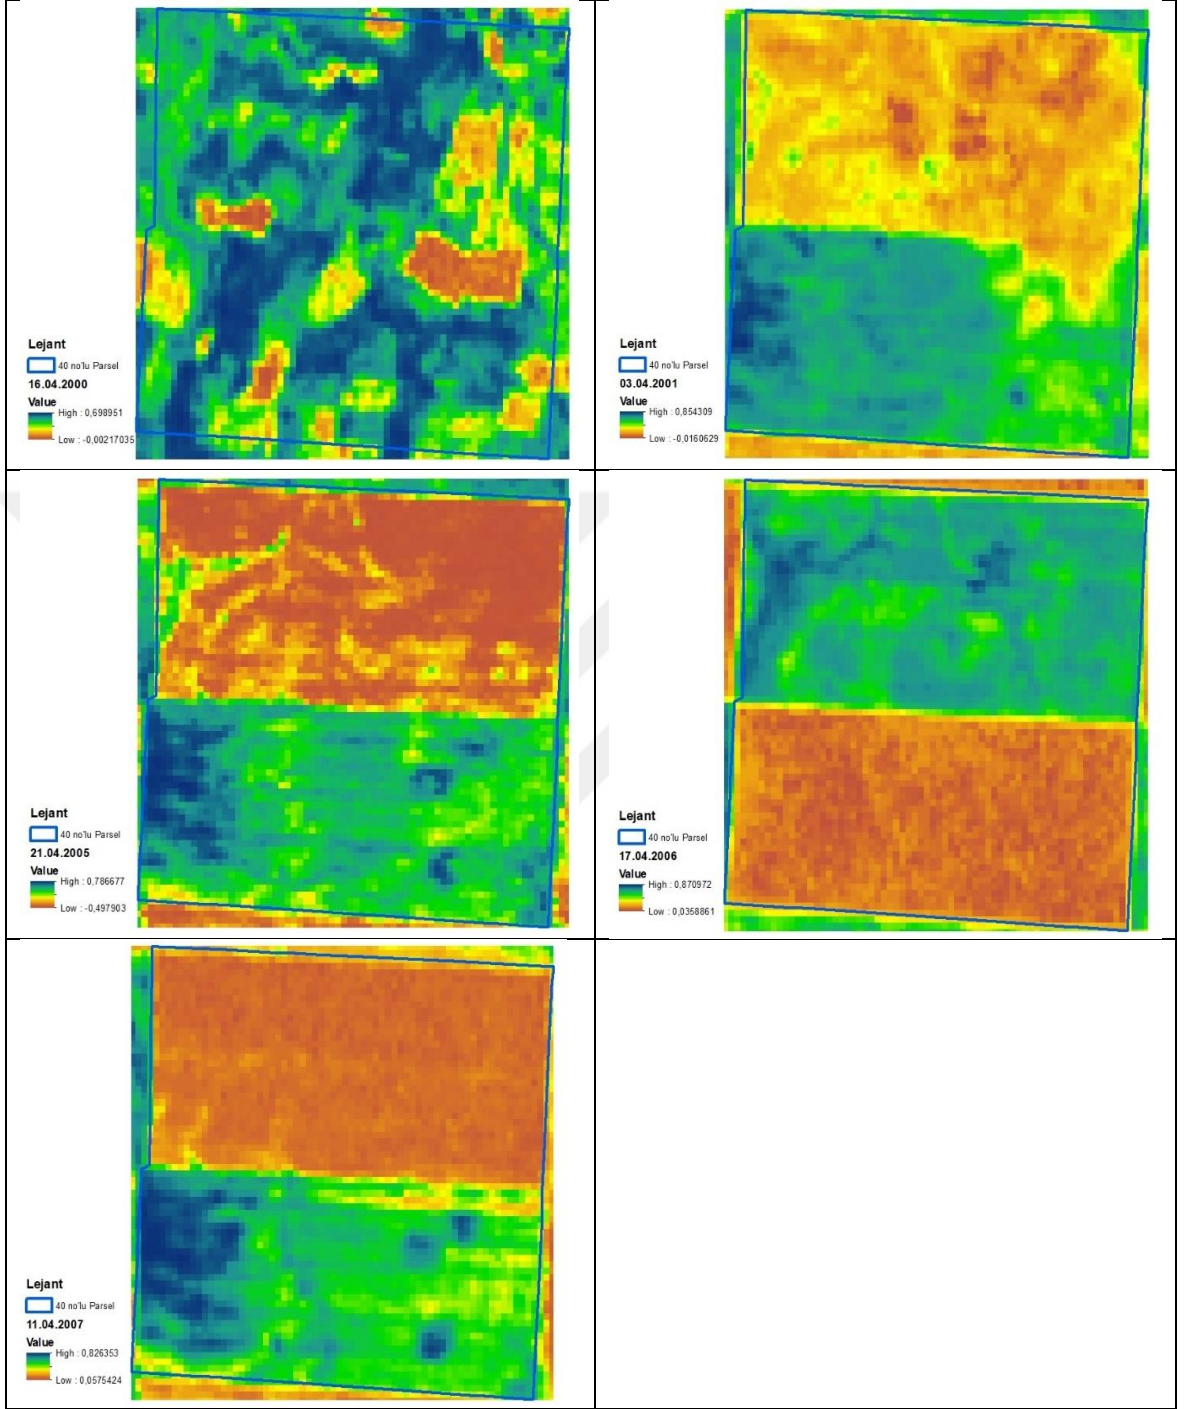 Lejant
40 no'lu Parsel
16.04.2000
Value
High : 0,698951
Low : -0,00217035
Lejant
40 no'lu Parsel
03.04.2001
Value
High : 0,854309
Low : -0,0160629
Lejant
40 no'lu Parsel
21.04.2005
Value
High : 0,786677
Low : -0,497903
Lejant
40 no'lu Parsel
17.04.2006
Value
High : 0,870972
Low : 0,0358861
Lejant
40 no'lu Parsel
11.04.2007
Value
High : 0,826353
Low : 0,0575424